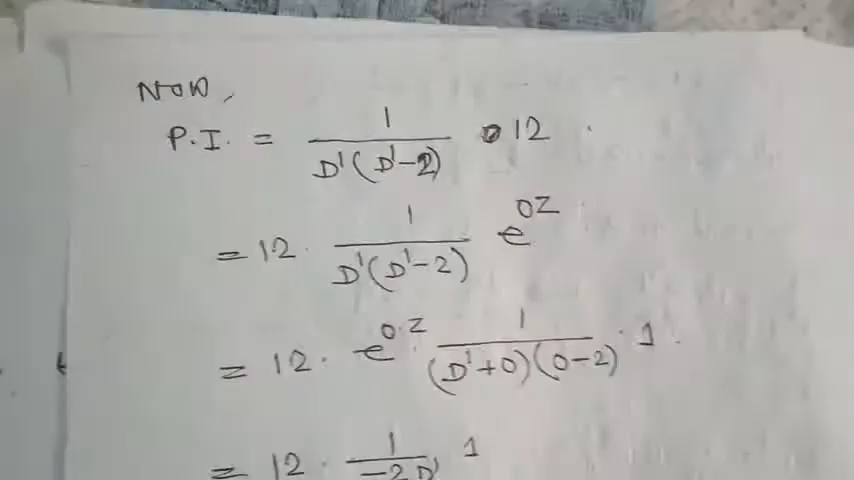 NOW,
P.I. = 1/(D'(D'-2)) 12.
= 12. 1/(D'(D'-2)) e^{0Z}
= 12. e^{0.Z}. 1/((D'+0)(0-2)) . 1.
= 12. 1/(-2D') 1